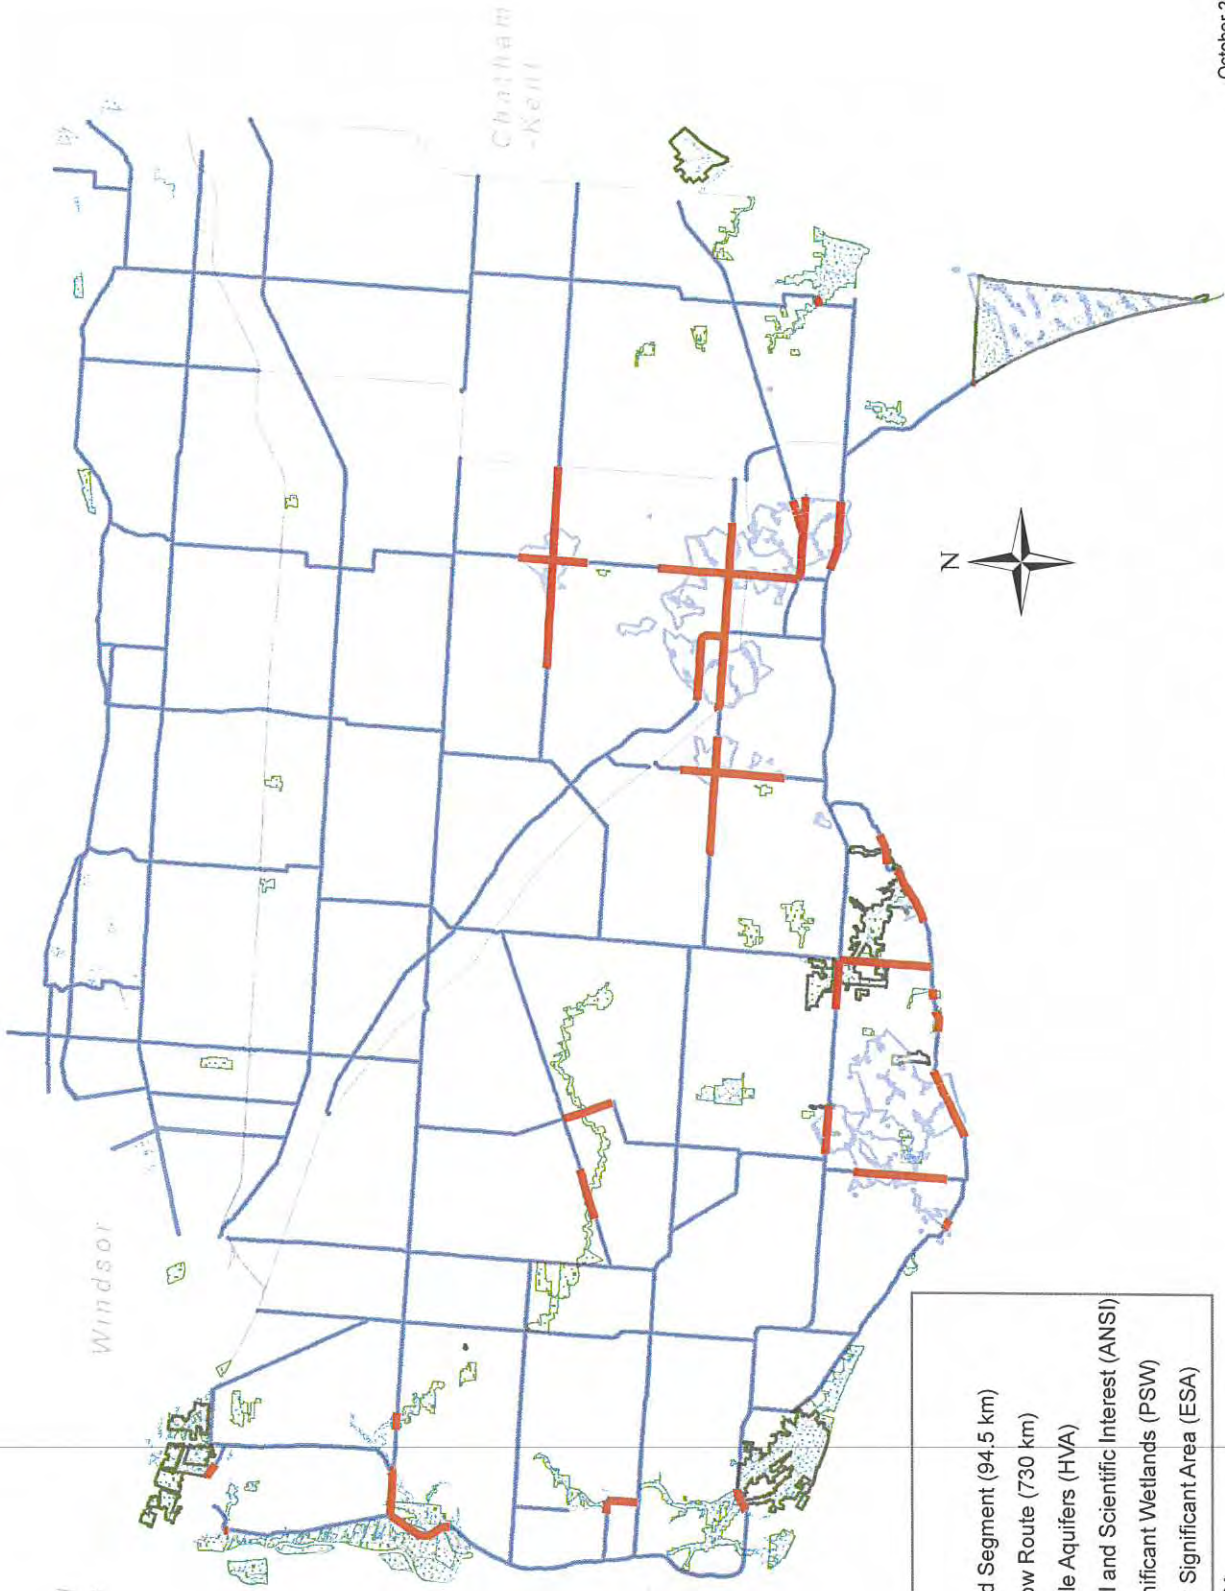 Windsor
Chatham
-Kent
N
d Segment (94.5 km)
ow Route (730 km)
le Aquifers (HVA)
l and Scientific Interest (ANSI)
nificant Wetlands (PSW)
Significant Area (ESA)
October 2